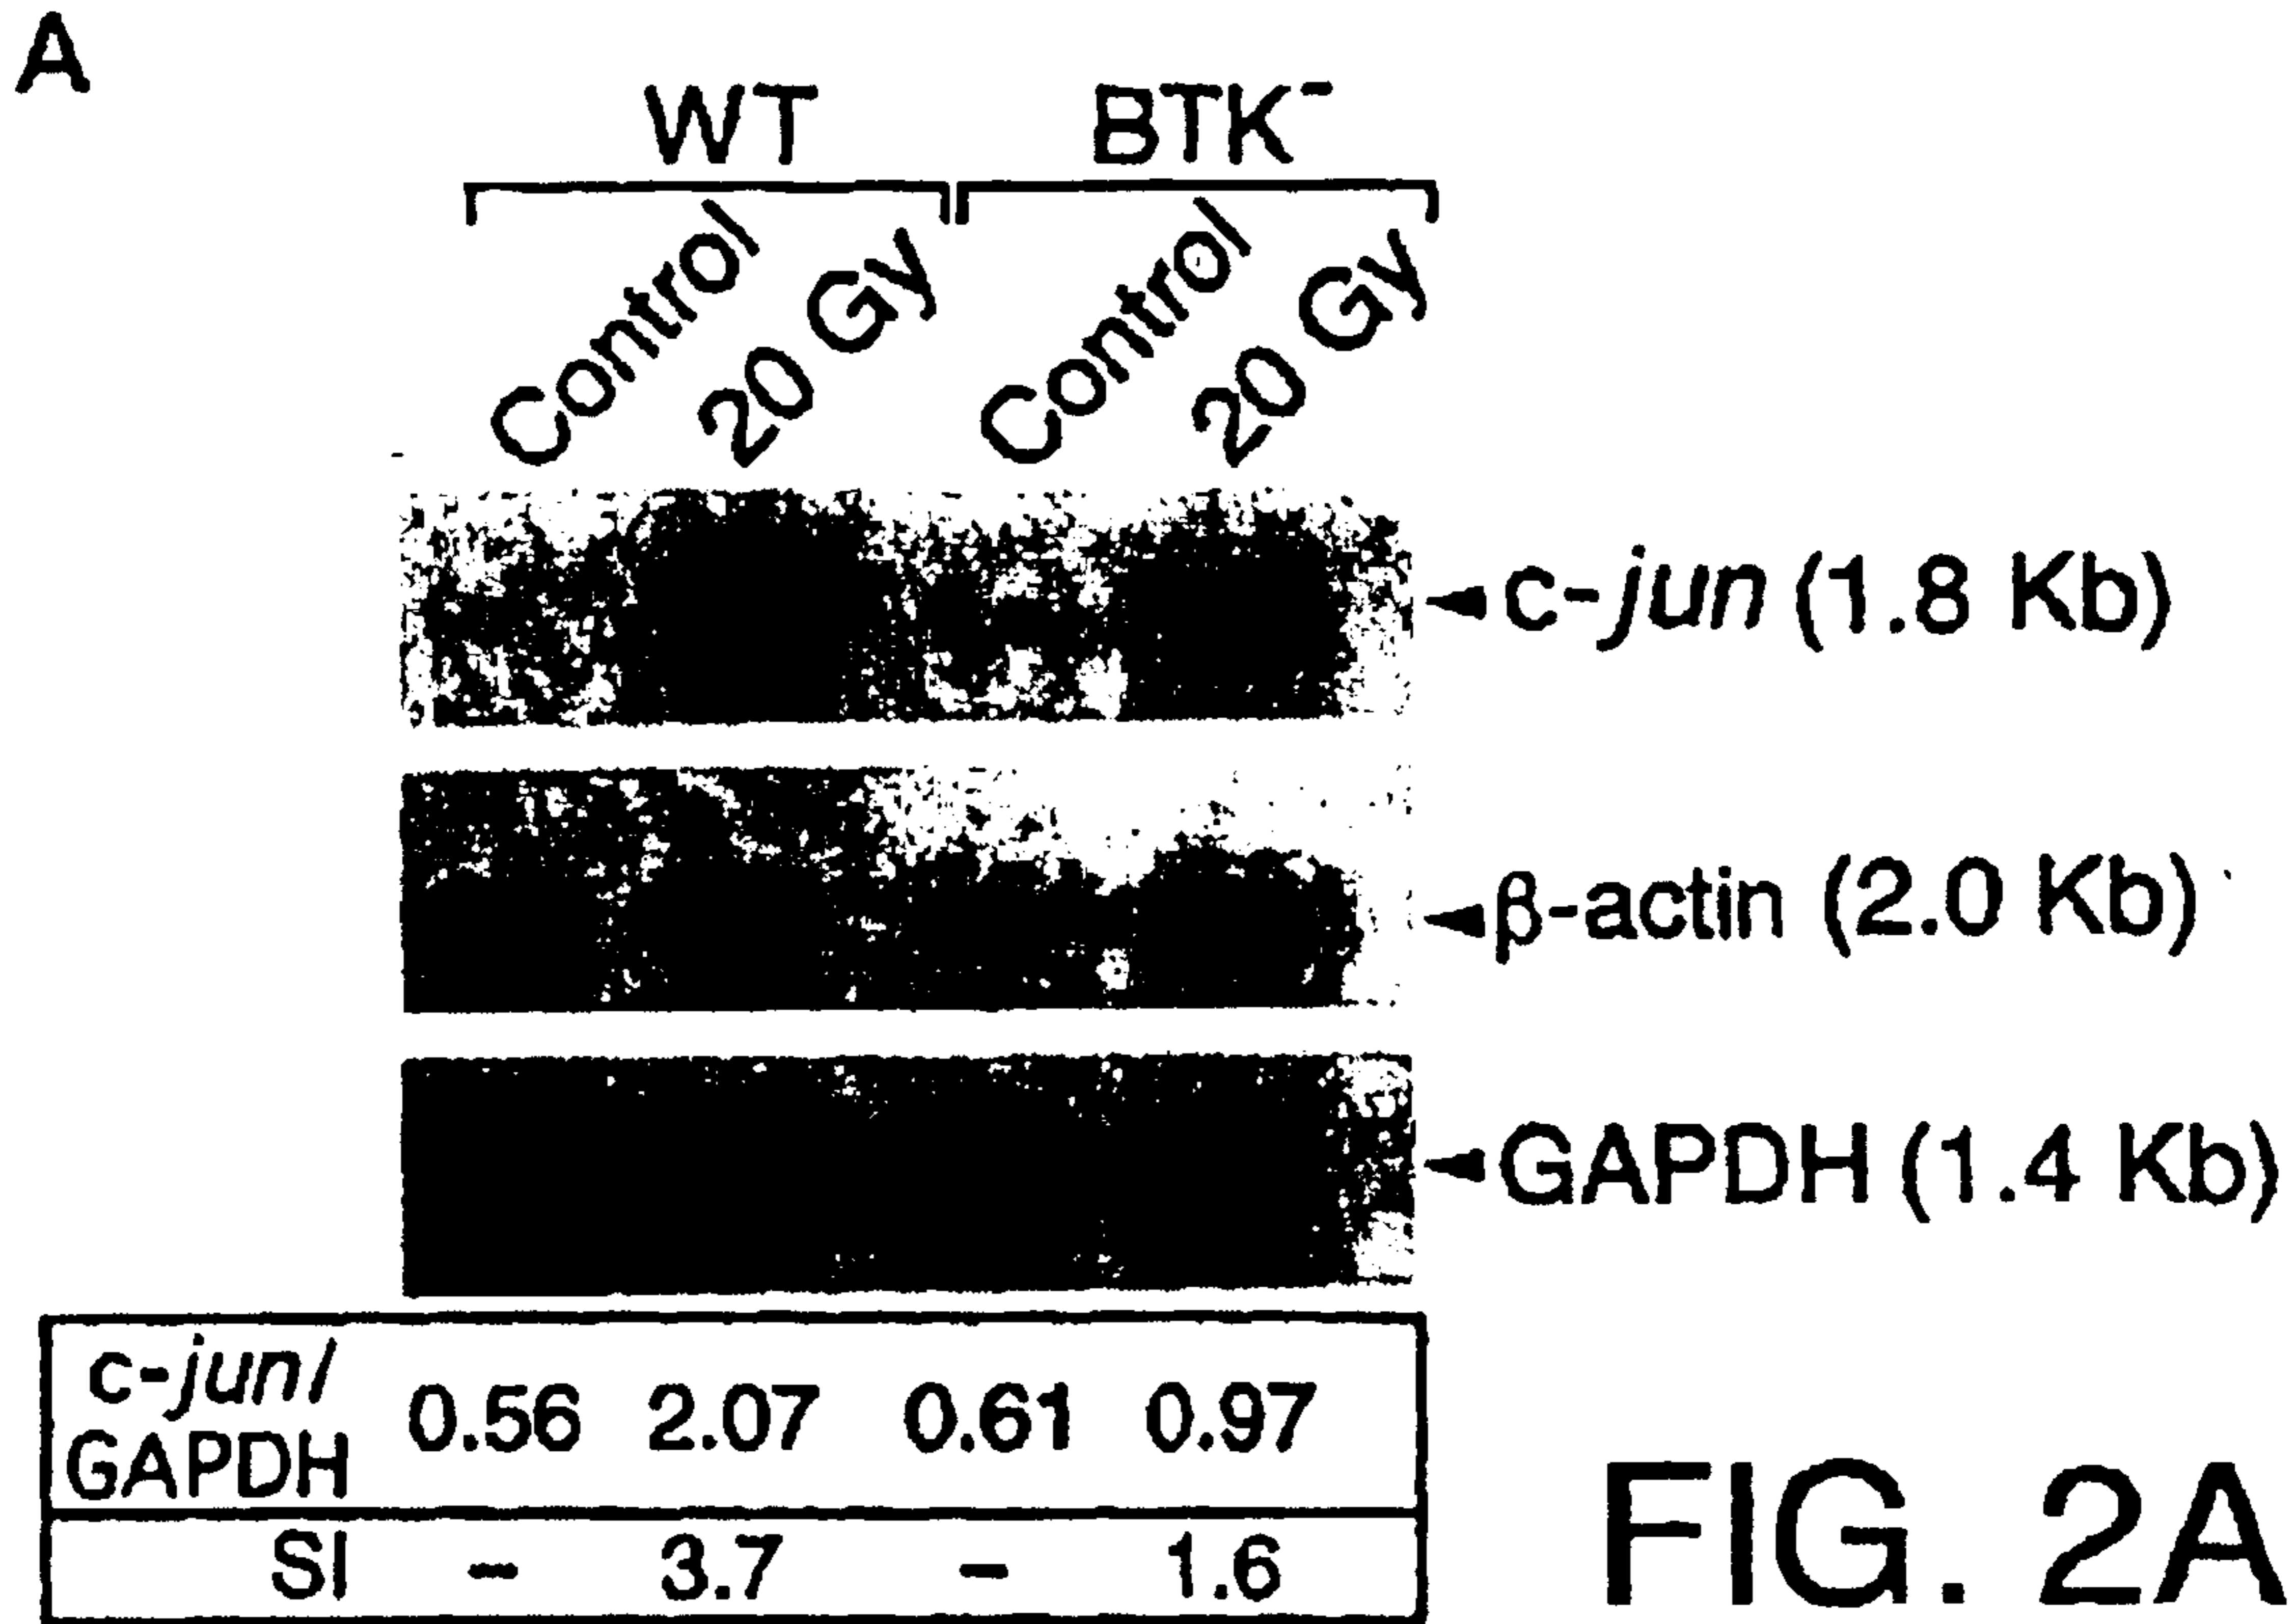 A
WT BTK⁻
Control 20 Gy Control 20 Gy
c-jun (1.8 Kb)
β-actin (2.0 Kb)
GAPDH (1.4 Kb)
c-jun/
GAPDH 0.56 2.07 0.61 0.97
SI - 3.7 - 1.6
FIG. 2A